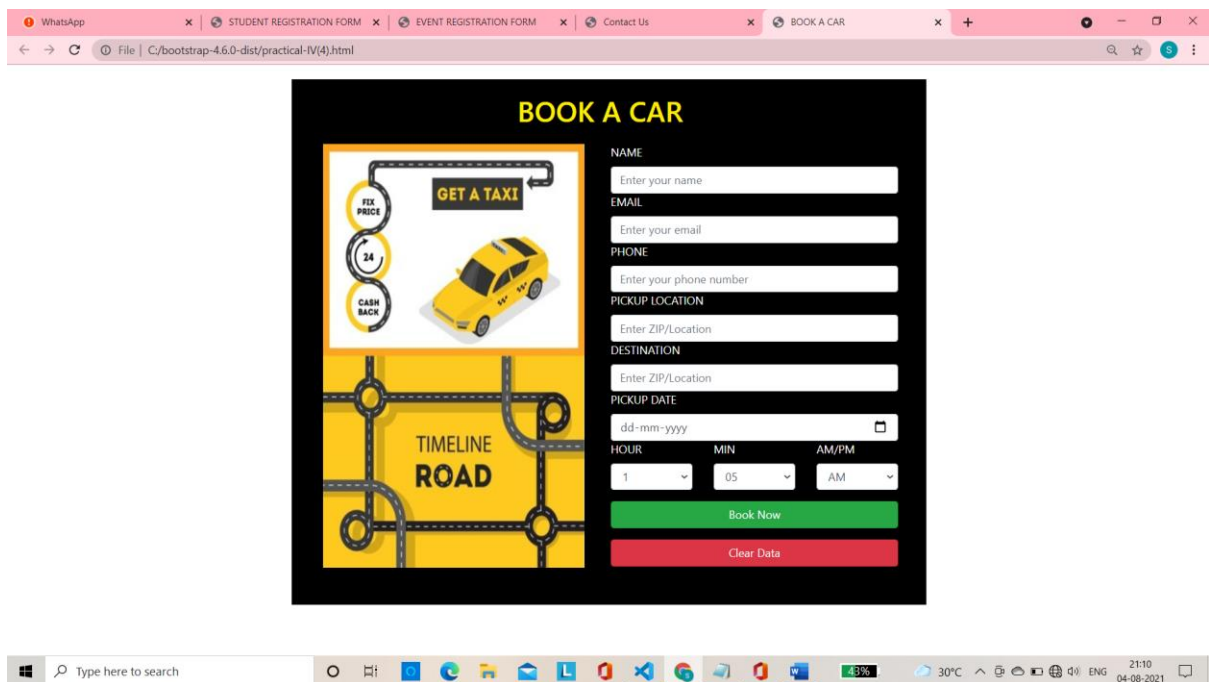 WhatsApp
STUDENT REGISTRATION FORM
EVENT REGISTRATION FORM
Contact Us
BOOK A CAR
File | C:/bootstrap-4.6.0-dist/practical-IV(4).html
S
BOOK A CAR
GET A TAXI
FIX
PRICE
24
CASH
BACK
TIMELINE
ROAD
NAME
Enter your name
EMAIL
Enter your email
PHONE
Enter your phone number
PICKUP LOCATION
Enter ZIP/Location
DESTINATION
Enter ZIP/Location
PICKUP DATE
dd-mm-yyyy
HOUR MIN AM/PM
1 05 AM
Book Now
Clear Data
Type here to search
L
43%
30°C
ENG
21:10
04-08-2021